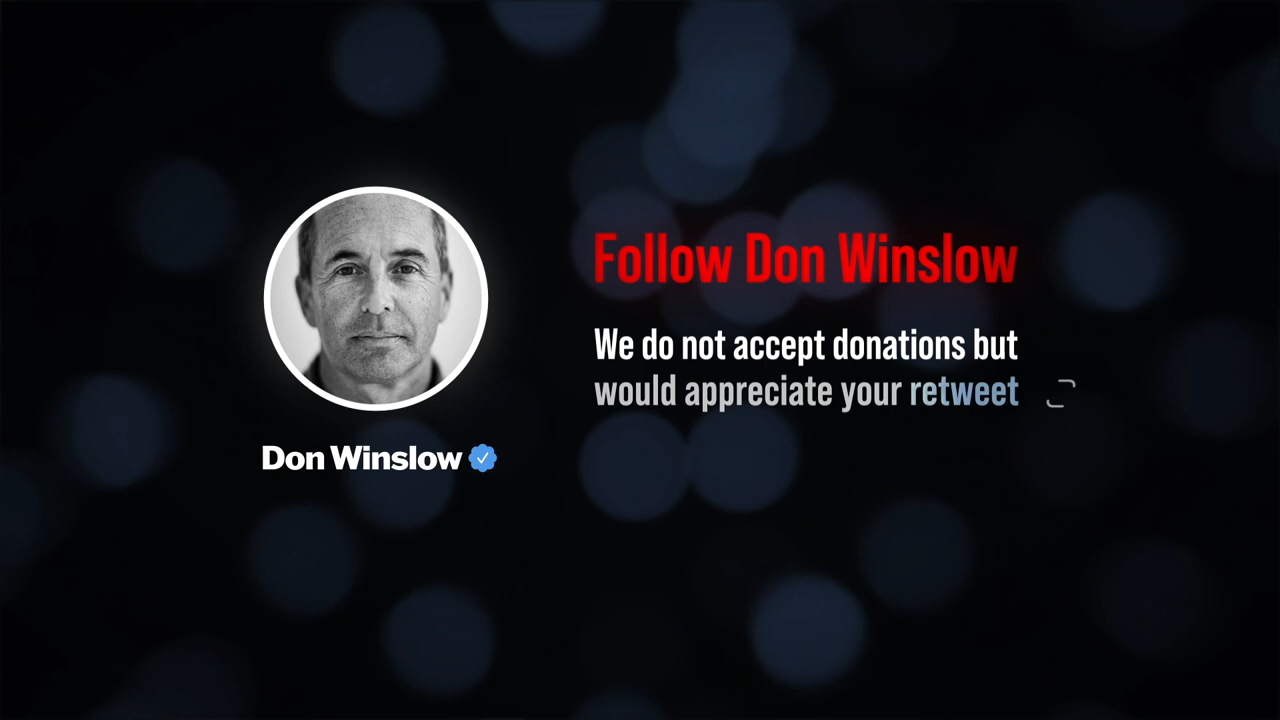 Follow Don Winslow
We do not accept donations but
would appreciate your retweet
Don Winslow